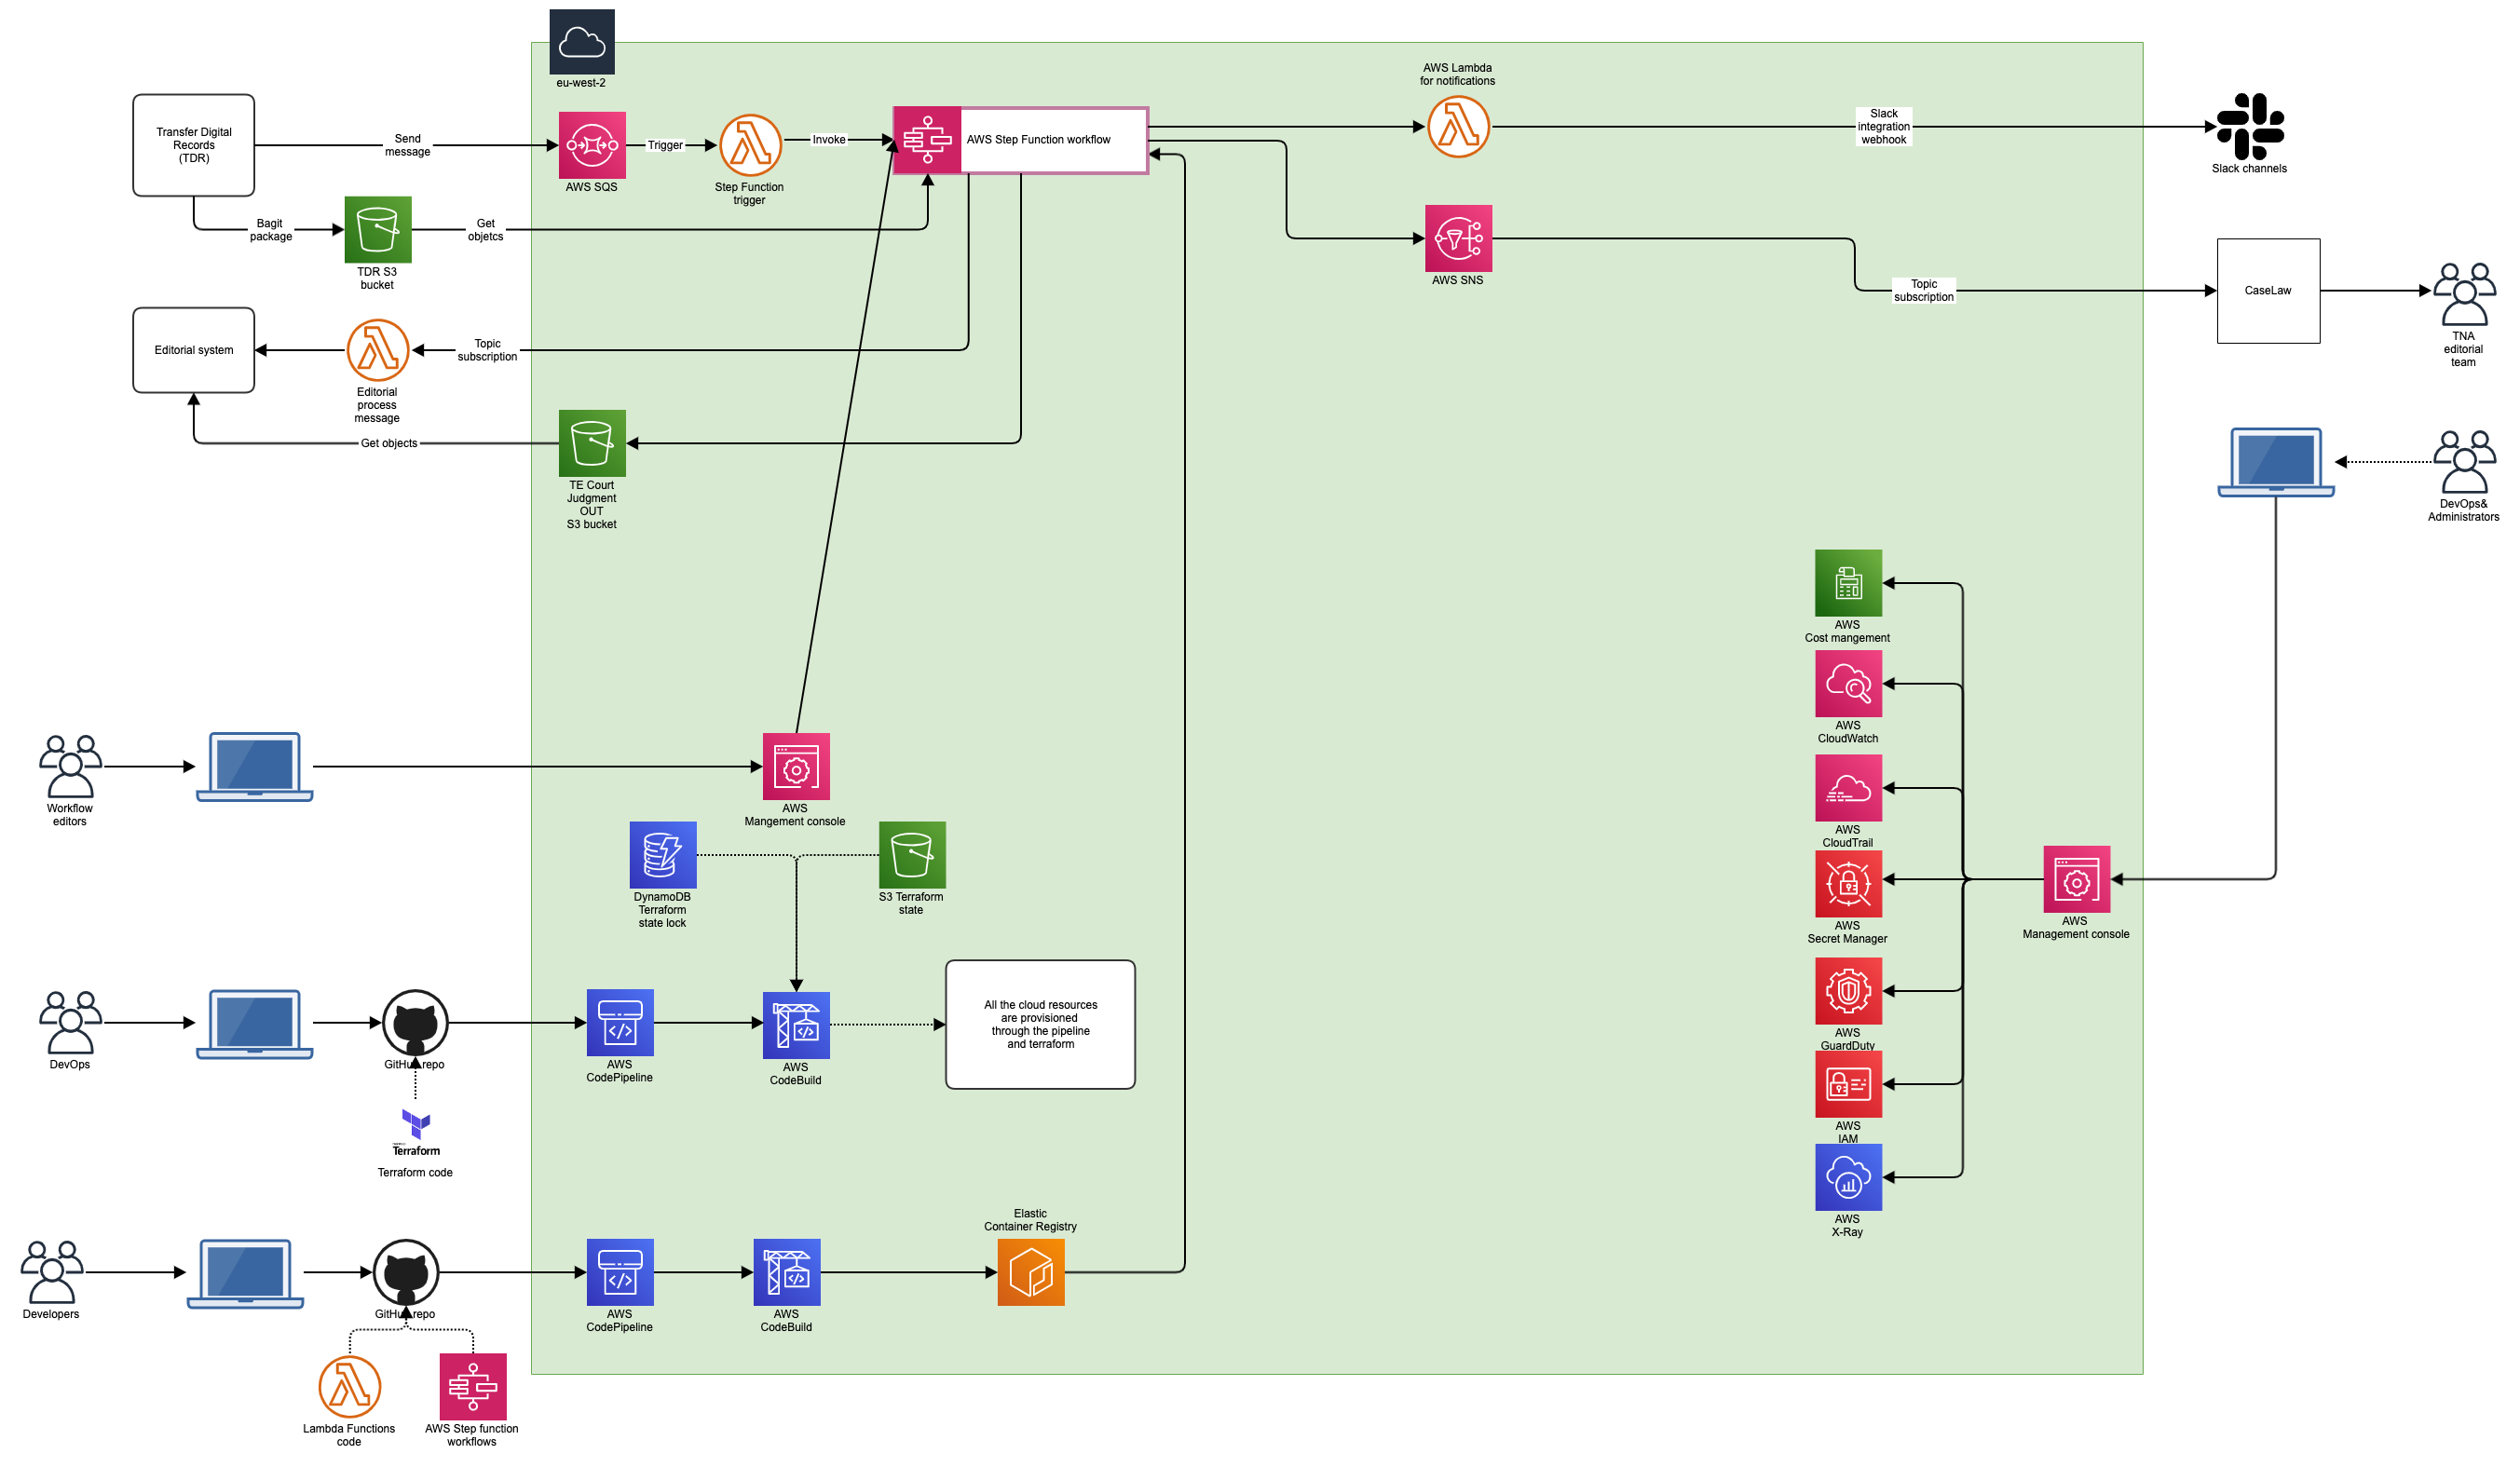 eu-west-2
AWS Lambda
for notifications
Transfer Digital
Records
(TDR)
Send
message
AWS SQS
Trigger
Step Function
trigger
Invoke
AWS Step Function workflow
Slack
integration
webhook
Slack channels
Bagit
package
TDR S3
bucket
Get
objetcs
AWS SNS
Topic
subscription
CaseLaw
TNA
editorial
team
Editorial system
Editorial
process
message
Topic
subscription
Get objects
TE Court
Judgment
OUT
S3 bucket
DevOps&
Administrators
AWS
Cost mangement
AWS
CloudWatch
AWS
CloudTrail
AWS
Secret Manager
AWS
GuardDuty
AWS
IAM
AWS
X-Ray
AWS
Management console
Workflow
editors
AWS
Mangement console
DynamoDB
Terraform
state lock
S3 Terraform
state
DevOps
GitHub repo
AWS
CodePipeline
AWS
CodeBuild
All the cloud resources
are provisioned
through the pipeline
and terraform
Terraform
Terraform code
Developers
GitHub repo
AWS
CodePipeline
AWS
CodeBuild
Elastic
Container Registry
Lambda Functions
code
AWS Step function
workflows